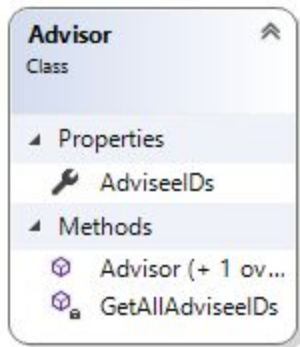 Advisor
Class
Properties
AdviseeIDs
Methods
Advisor (+ 1 ov...
GetAllAdviseeIDs